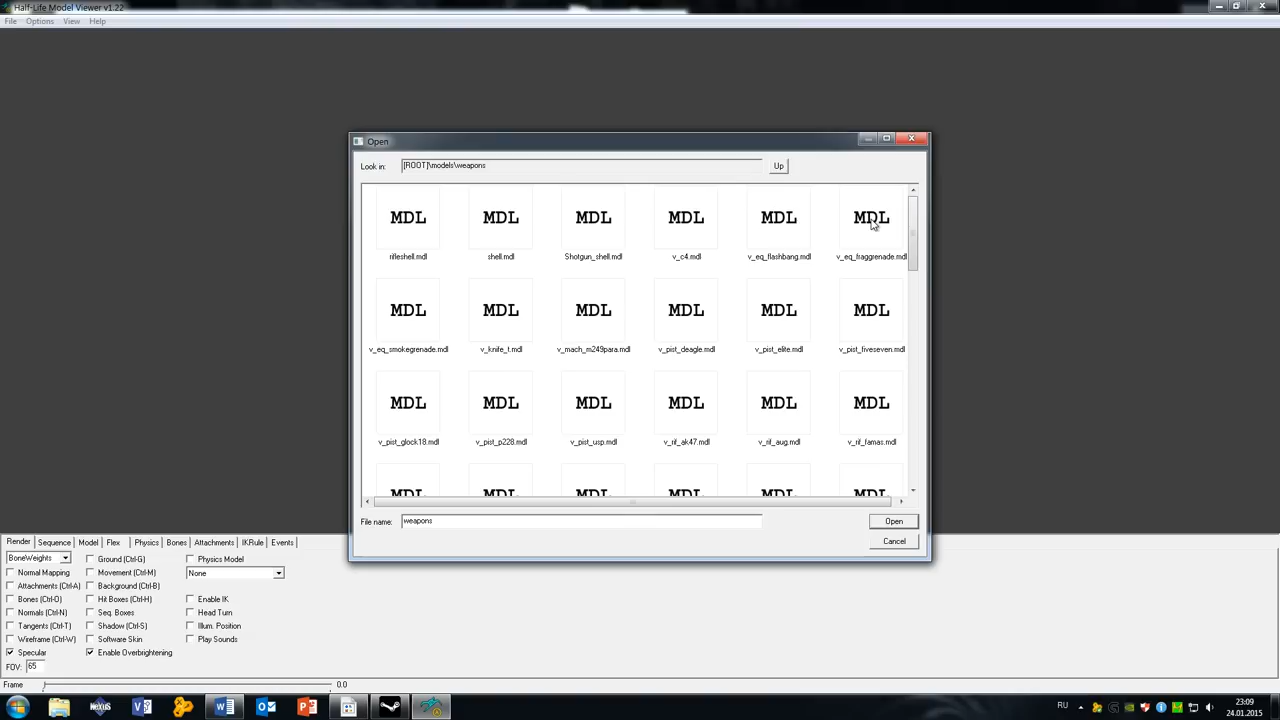 Half-Life Model Viewer v1.22
File Options View Help
Open
Look in: [ROOT]\models\weapons Up
MDL MDL MDL MDL MDL MDL
rifleshell.mdl shell.mdl Shotgun_shell.mdl v_c4.mdl v_eq_flashbang.mdl v_eq_fraggrenade.mdl
MDL MDL MDL MDL MDL MDL
v_eq_smokegrenade.mdl v_knife_t.mdl v_mach_m249para.mdl v_pist_deagle.mdl v_pist_elite.mdl v_pist_fiveseven.mdl
MDL MDL MDL MDL MDL MDL
v_pist_glock18.mdl v_pist_p228.mdl v_pist_usp.mdl v_rif_ak47.mdl v_rif_aug.mdl v_rif_famas.mdl
MDL MDL MDL MDL MDL MDL
File name: weapons Open
Cancel
Render Sequence Model Flex Physics Bones Attachments IKRule Events
BoneWeights Ground (Ctrl-G) Physics Model
Normal Mapping Movement (Ctrl-M) None
Attachments (Ctrl-A) Background (Ctrl-B)
Bones (Ctrl-O) Hit Boxes (Ctrl-H) Enable IK
Normals (Ctrl-N) Seq. Boxes Head Turn
Tangents (Ctrl-T) Shadow (Ctrl-S) Illum. Position
Wireframe (Ctrl-W) Software Skin Play Sounds
Specular Enable Overbrightening
FOV: 65
Frame 0.0
NEXUS
RU 23:09
24.01.2015